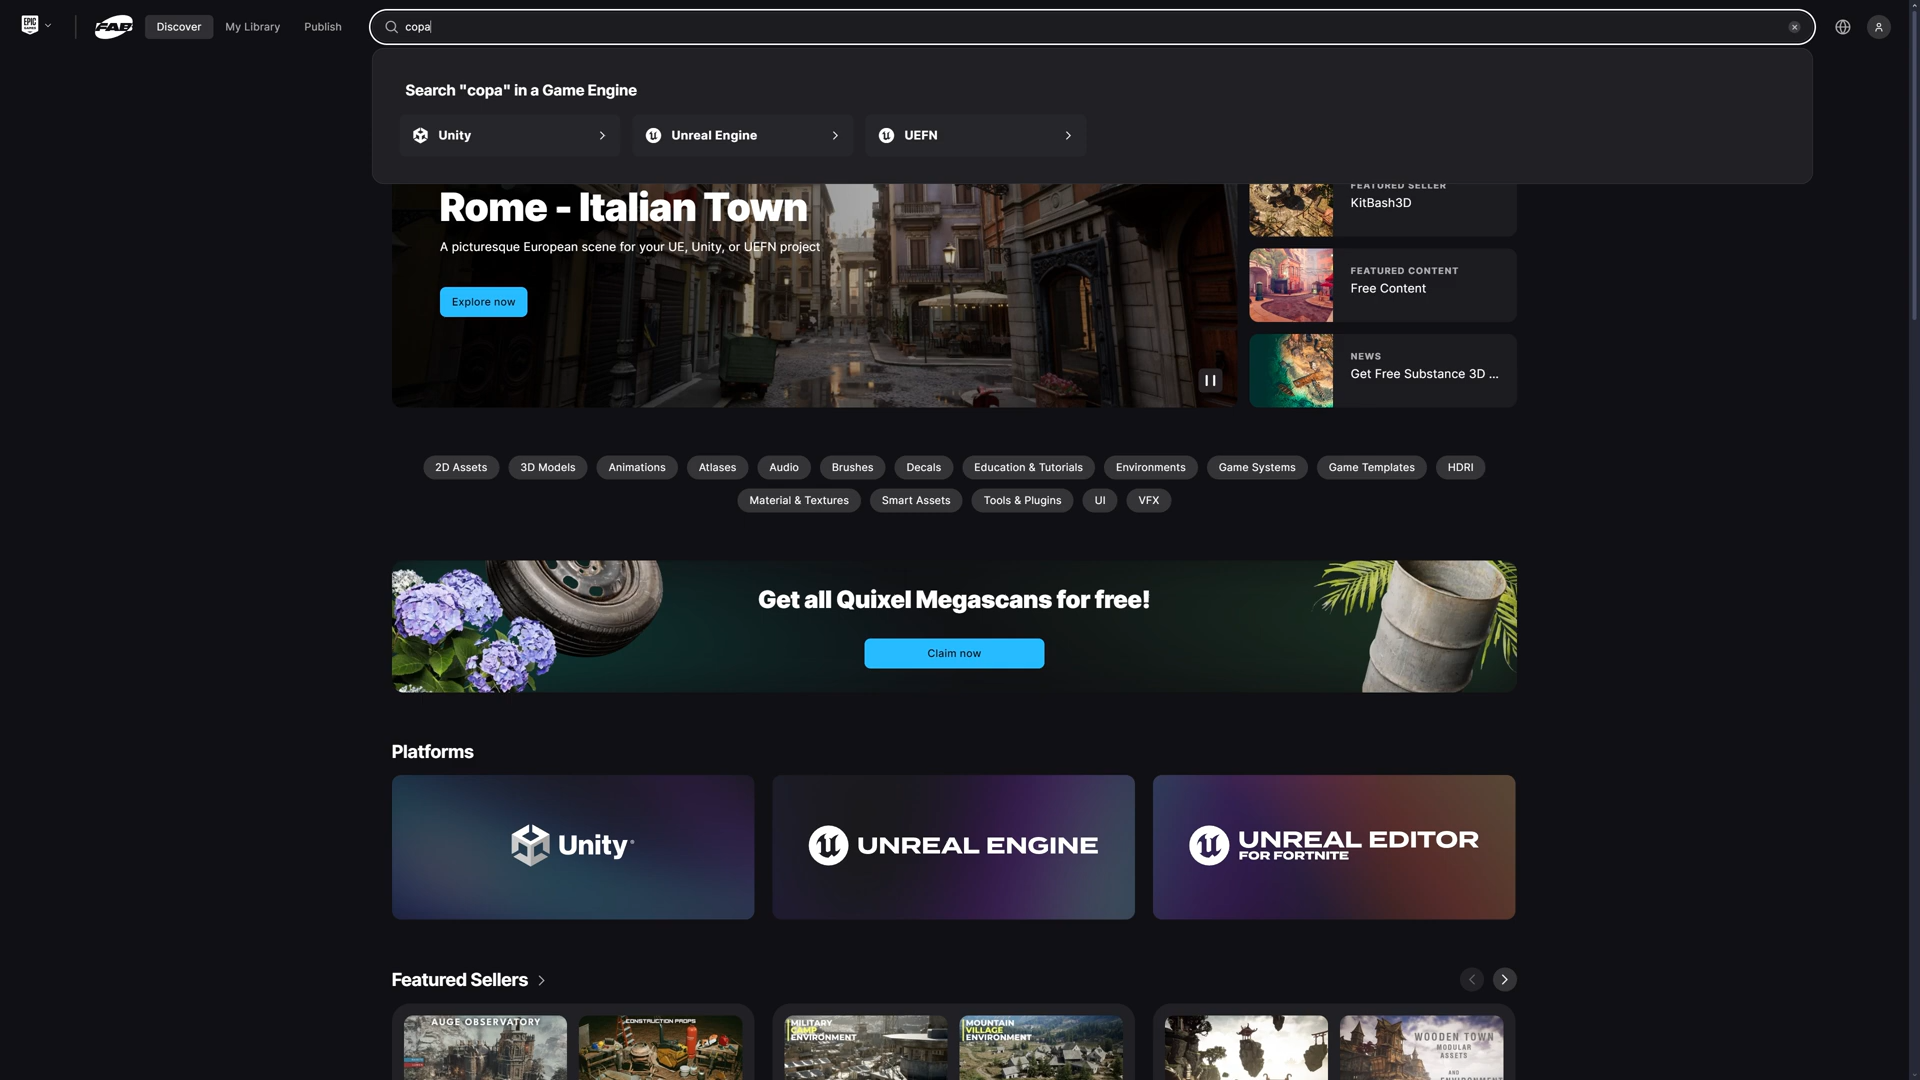 EPIC
GAMES
FAB
Discover
My Library
Publish
copa
Search "copa" in a Game Engine
Unity
Unreal Engine
UEFN
Rome - Italian Town
A picturesque European scene for your UE, Unity, or UEFN project
Explore now
FEATURED SELLER
KitBash3D
FEATURED CONTENT
Free Content
NEWS
Get Free Substance 3D ...
2D Assets
3D Models
Animations
Atlases
Audio
Brushes
Decals
Education & Tutorials
Environments
Game Systems
Game Templates
HDRI
Material & Textures
Smart Assets
Tools & Plugins
UI
VFX
Get all Quixel Megascans for free!
Claim now
Platforms
Unity
UNREAL ENGINE
UNREAL EDITOR
FOR FORTNITE
Featured Sellers
AUGE OBSERVATORY
CONSTRUCTION PROPS
MILITARY
CAMP
ENVIRONMENT
MOUNTAIN
VILLAGE
ENVIRONMENT
WOODEN TOWN
MODULAR
ASSETS
AND
ENVIRONMENT